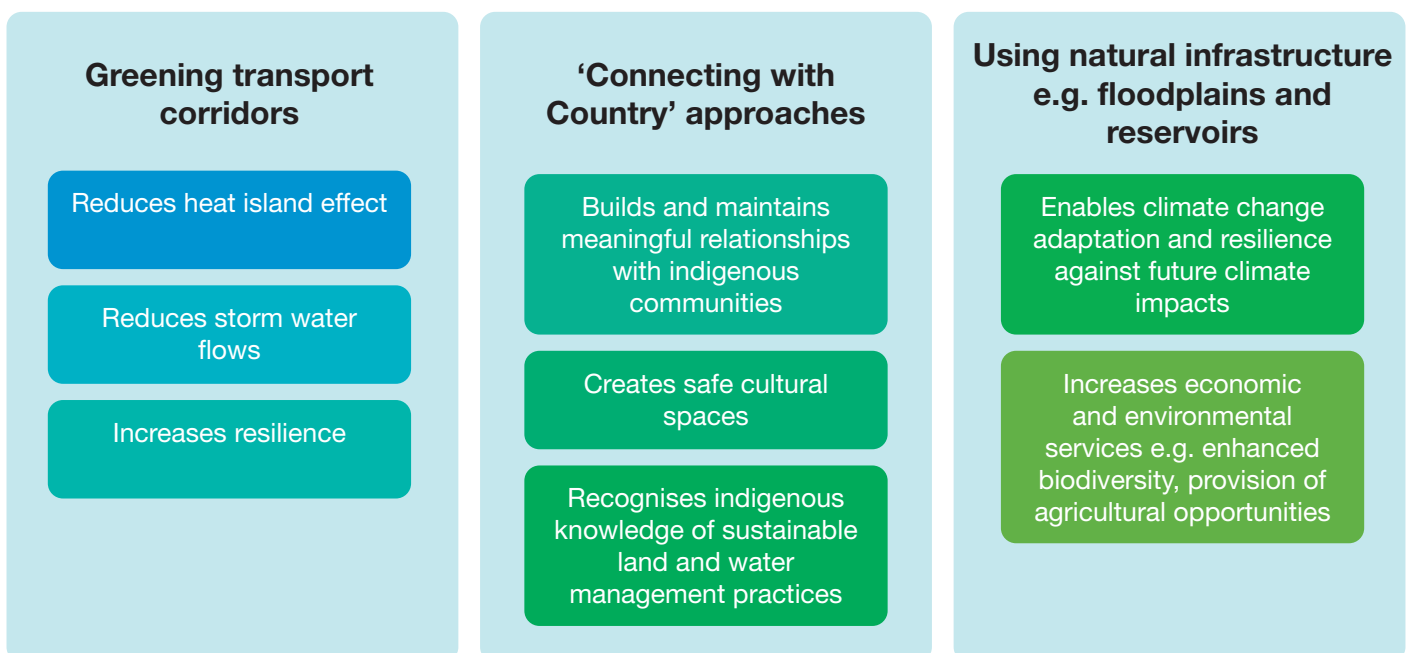 Greening transport
corridors
Reduces heat island effect
Reduces storm water
flows
Increases resilience
‘Connecting with
Country’ approaches
Builds and maintains
meaningful relationships
with indigenous
communities
Creates safe cultural
spaces
Recognises indigenous
knowledge of sustainable
land and water
management practices
Using natural infrastructure
e.g. floodplains and
reservoirs
Enables climate change
adaptation and resilience
against future climate
impacts
Increases economic
and environmental
services e.g. enhanced
biodiversity, provision of
agricultural opportunities